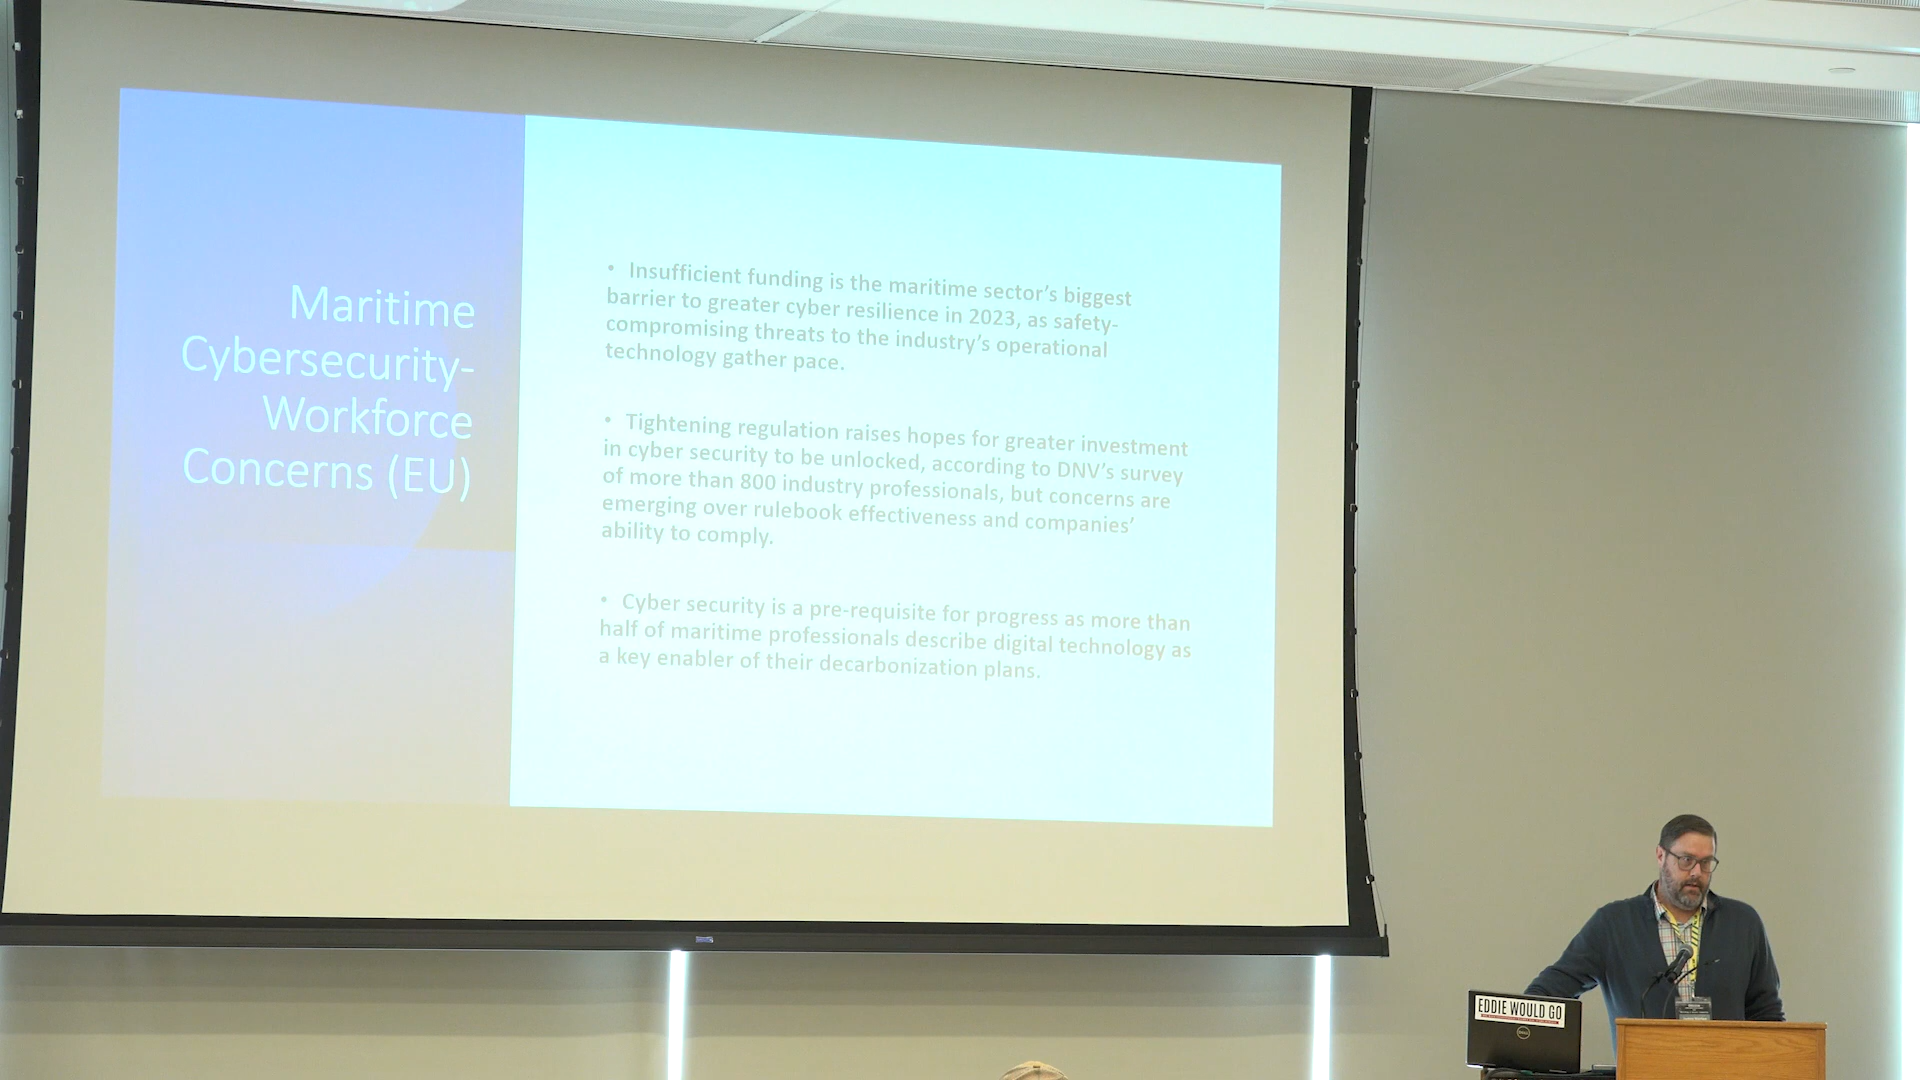 Maritime
Cybersecurity-
Workforce
Concerns (EU)
• Insufficient funding is the maritime sector's biggest
barrier to greater cyber resilience in 2023, as safety-
compromising threats to the industry's operational
technology gather pace.
• Tightening regulation raises hopes for greater investment
in cyber security to be unlocked, according to DNV's survey
of more than 800 industry professionals, but concerns are
emerging over rulebook effectiveness and companies'
ability to comply.
• Cyber security is a pre-requisite for progress as more than
half of maritime professionals describe digital technology as
a key enabler of their decarbonization plans.
EDDIE WOULD GO
DELL